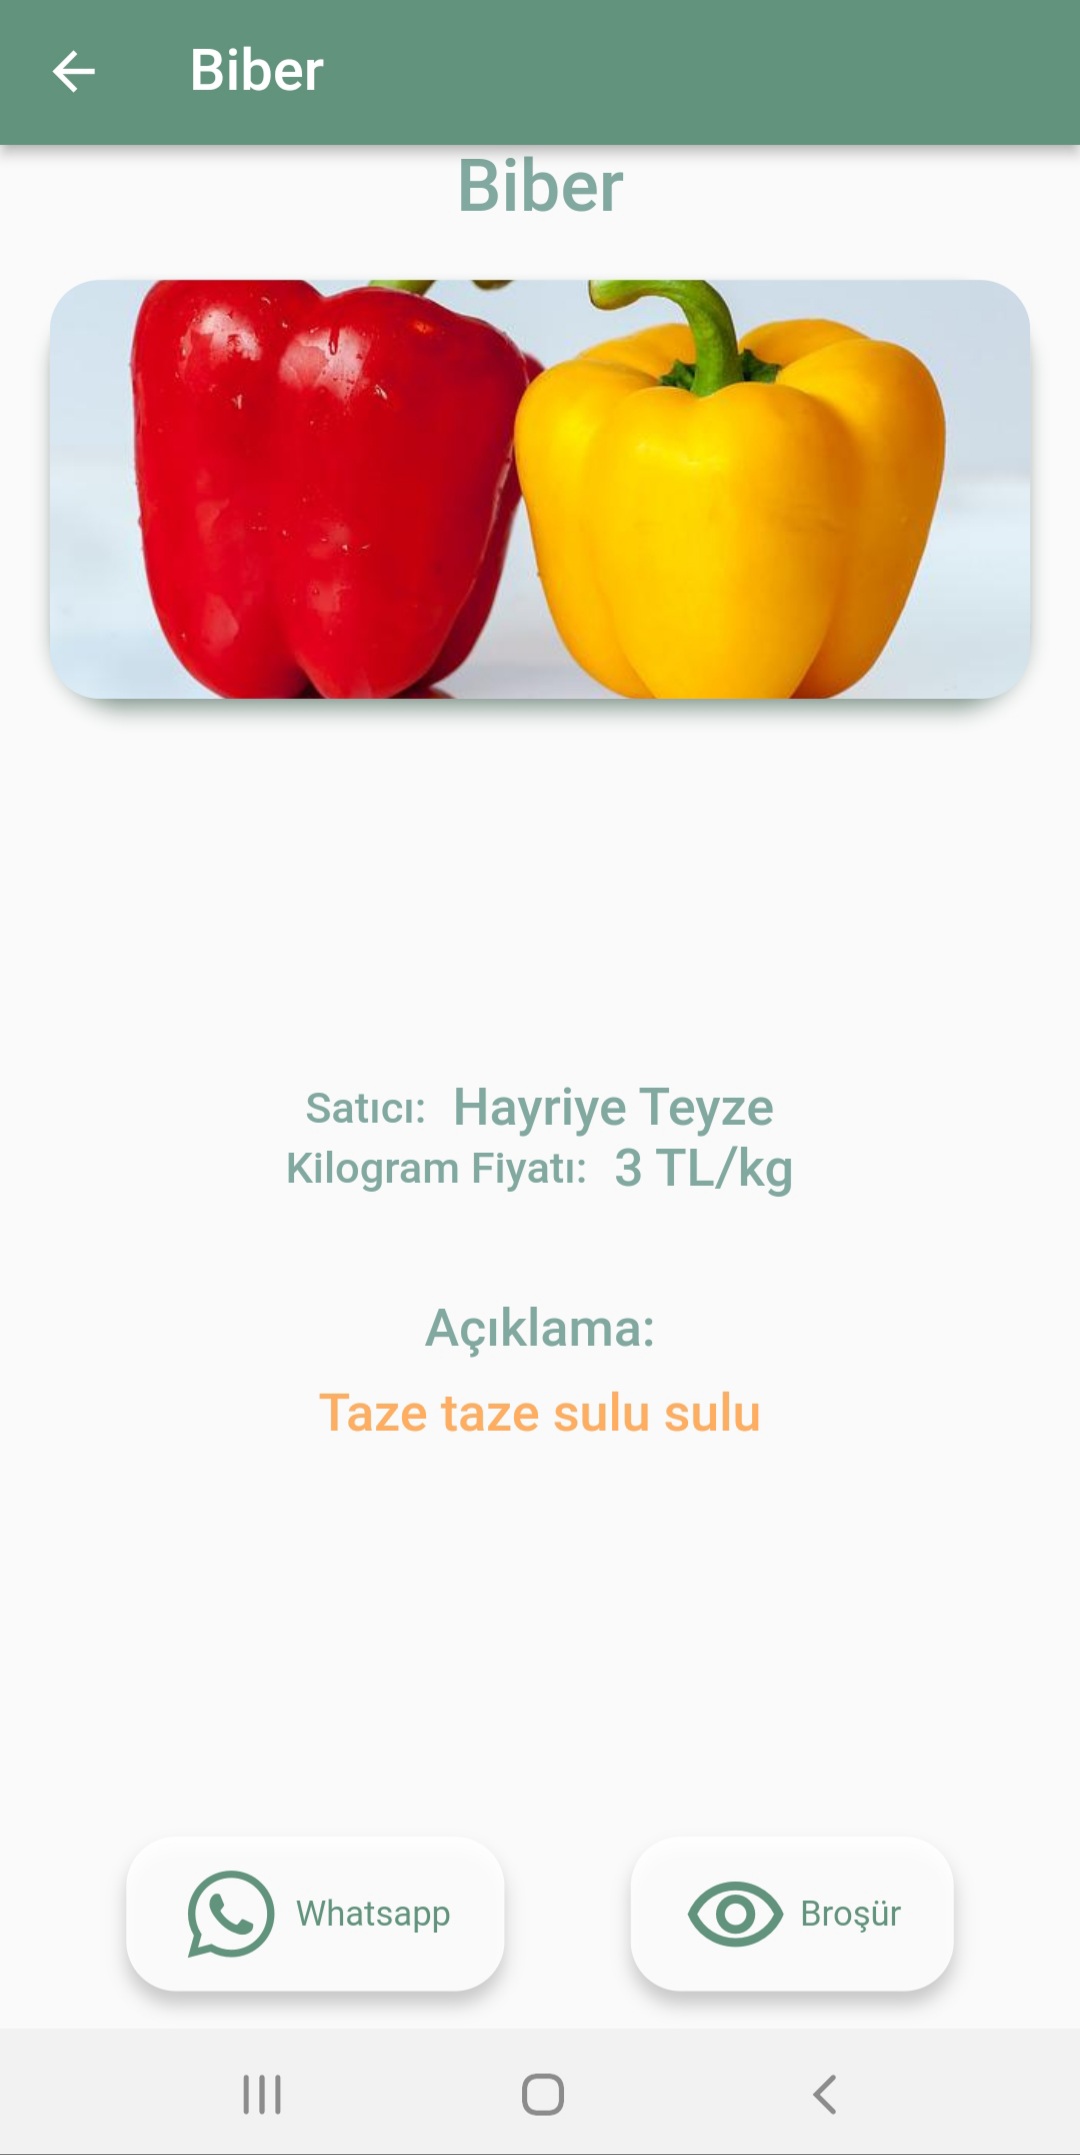 Biber
Biber
Satıcı: Hayriye Teyze
Kilogram Fiyatı: 3 TL/kg
Açıklama:
Taze taze sulu sulu
Whatsapp
Broşür